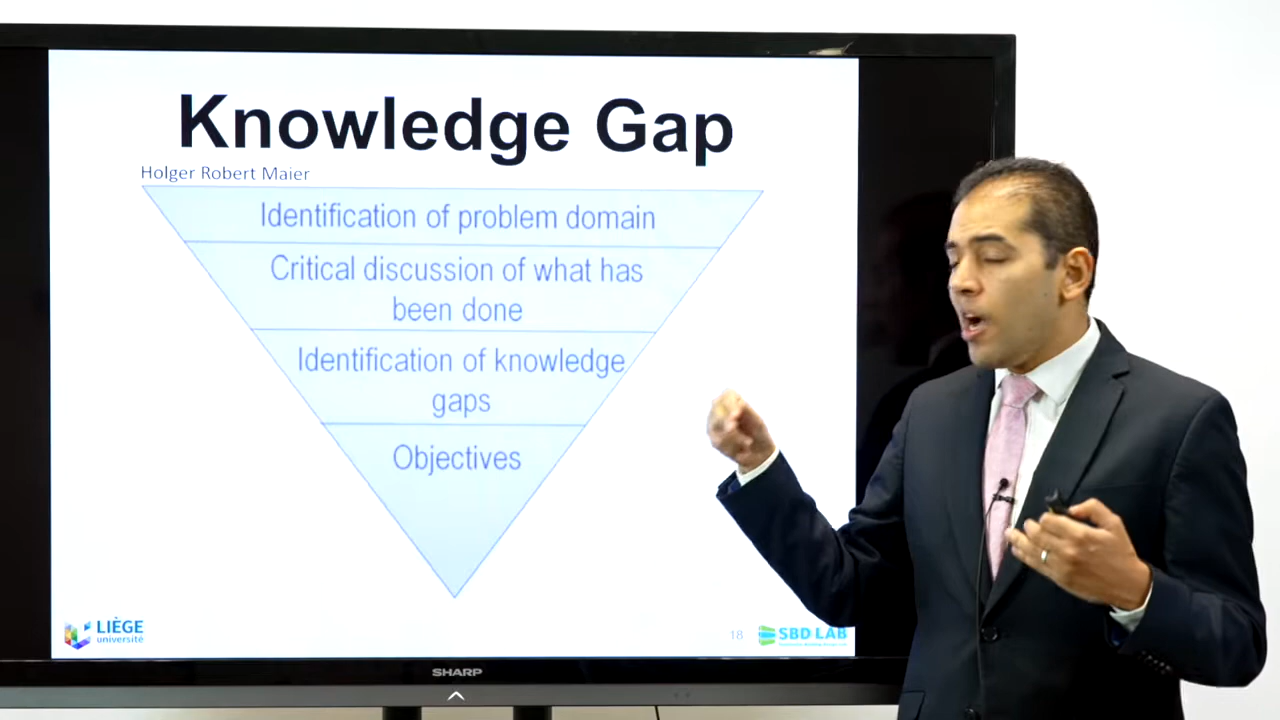 Knowledge Gap
Holger Robert Maier
Identification of problem domain
Critical discussion of what has
been done
Identification of knowledge
gaps
Objectives
LIÈGE
université
18
SBD LAB
SHARP